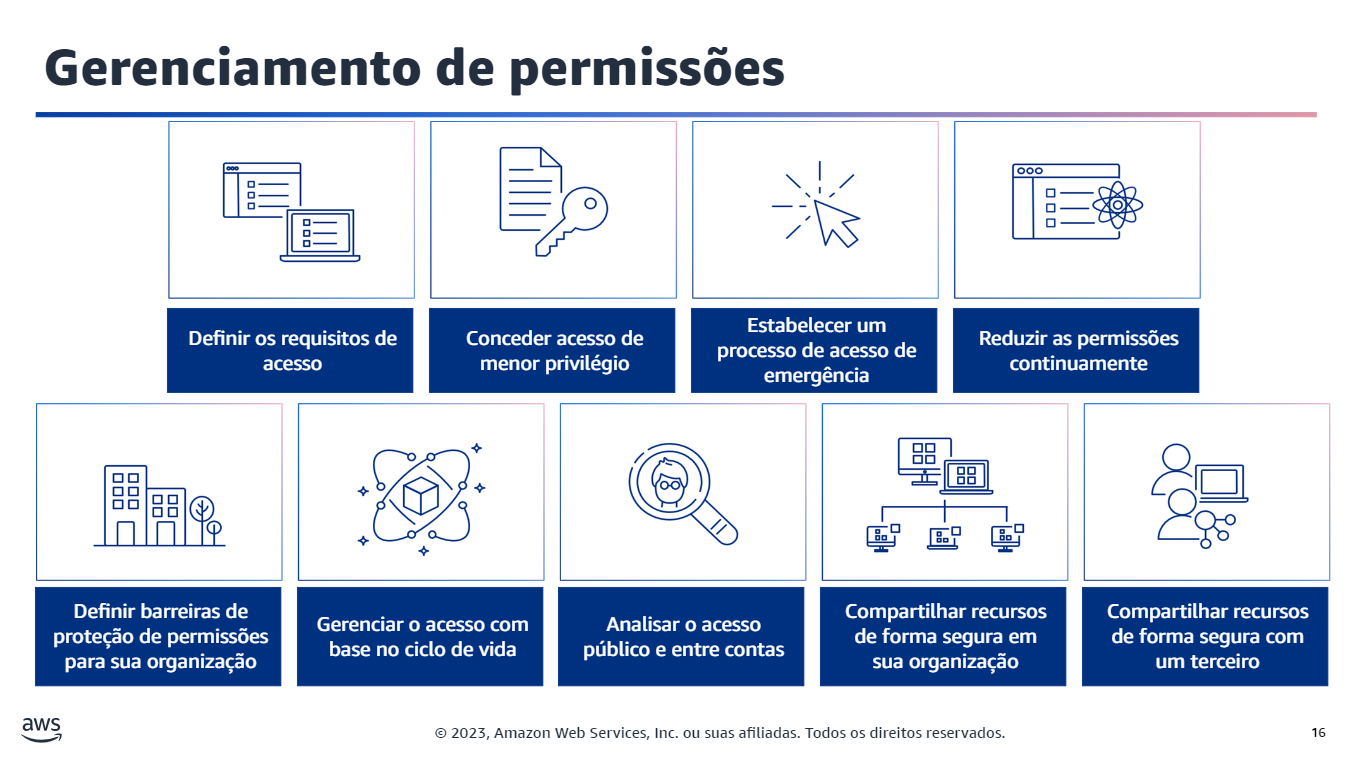 Gerenciamento de permissões
Definir os requisitos de
acesso
Conceder acesso de
menor privilégio
Estabelecer um
processo de acesso de
emergência
Reduzir as permissões
continuamente
Definir barreiras de
proteção de permissões
para sua organização
Gerenciar o acesso com
base no ciclo de vida
Analisar o acesso
público e entre contas
Compartilhar recursos
de forma segura em
sua organização
Compartilhar recursos
de forma segura com
um terceiro
aws
© 2023, Amazon Web Services, Inc. ou suas afiliadas. Todos os direitos reservados.
16